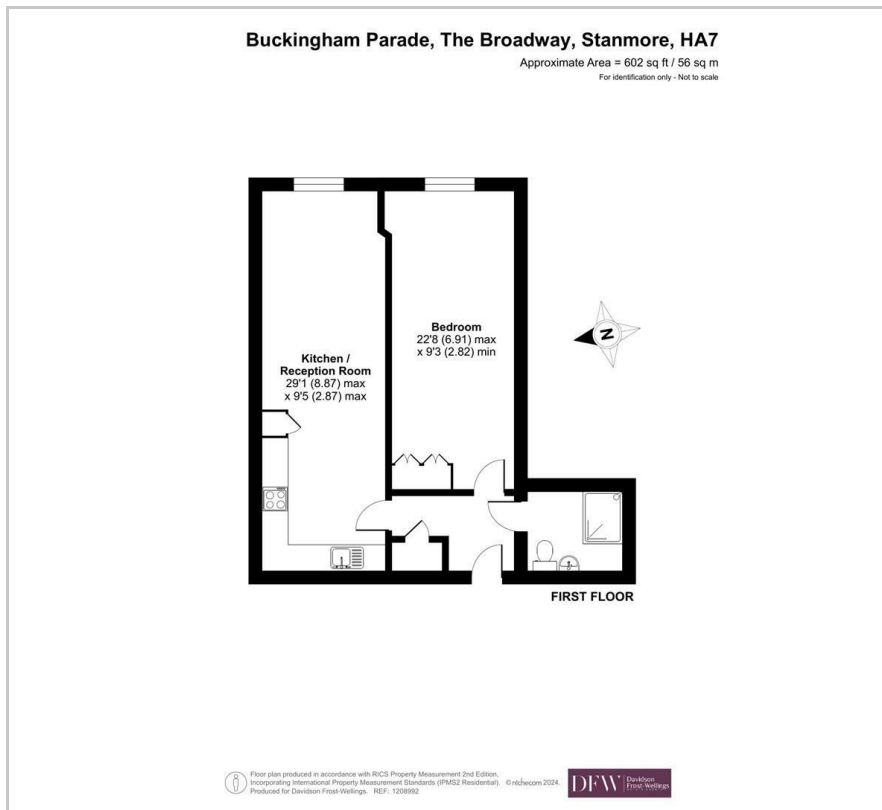 Buckingham Parade, The Broadway, Stanmore, HA7
Approximate Area = 602 sq ft / 56 sq m
For identification only - Not to scale
Bedroom
22'8 (6.91) max
x 9'3 (2.82) min
Kitchen /
Reception Room
29'1 (8.87) max
x 9'5 (2.87) max
N
FIRST FLOOR
Floor plan produced in accordance with RICS Property Measurement 2nd Edition,
Incorporating International Property Measurement Standards (IPMS2 Residential). © nichecom 2024.
Produced for Davidson Frost-Wellings. REF: 1208992
DFW Davidson
Frost-Wellings